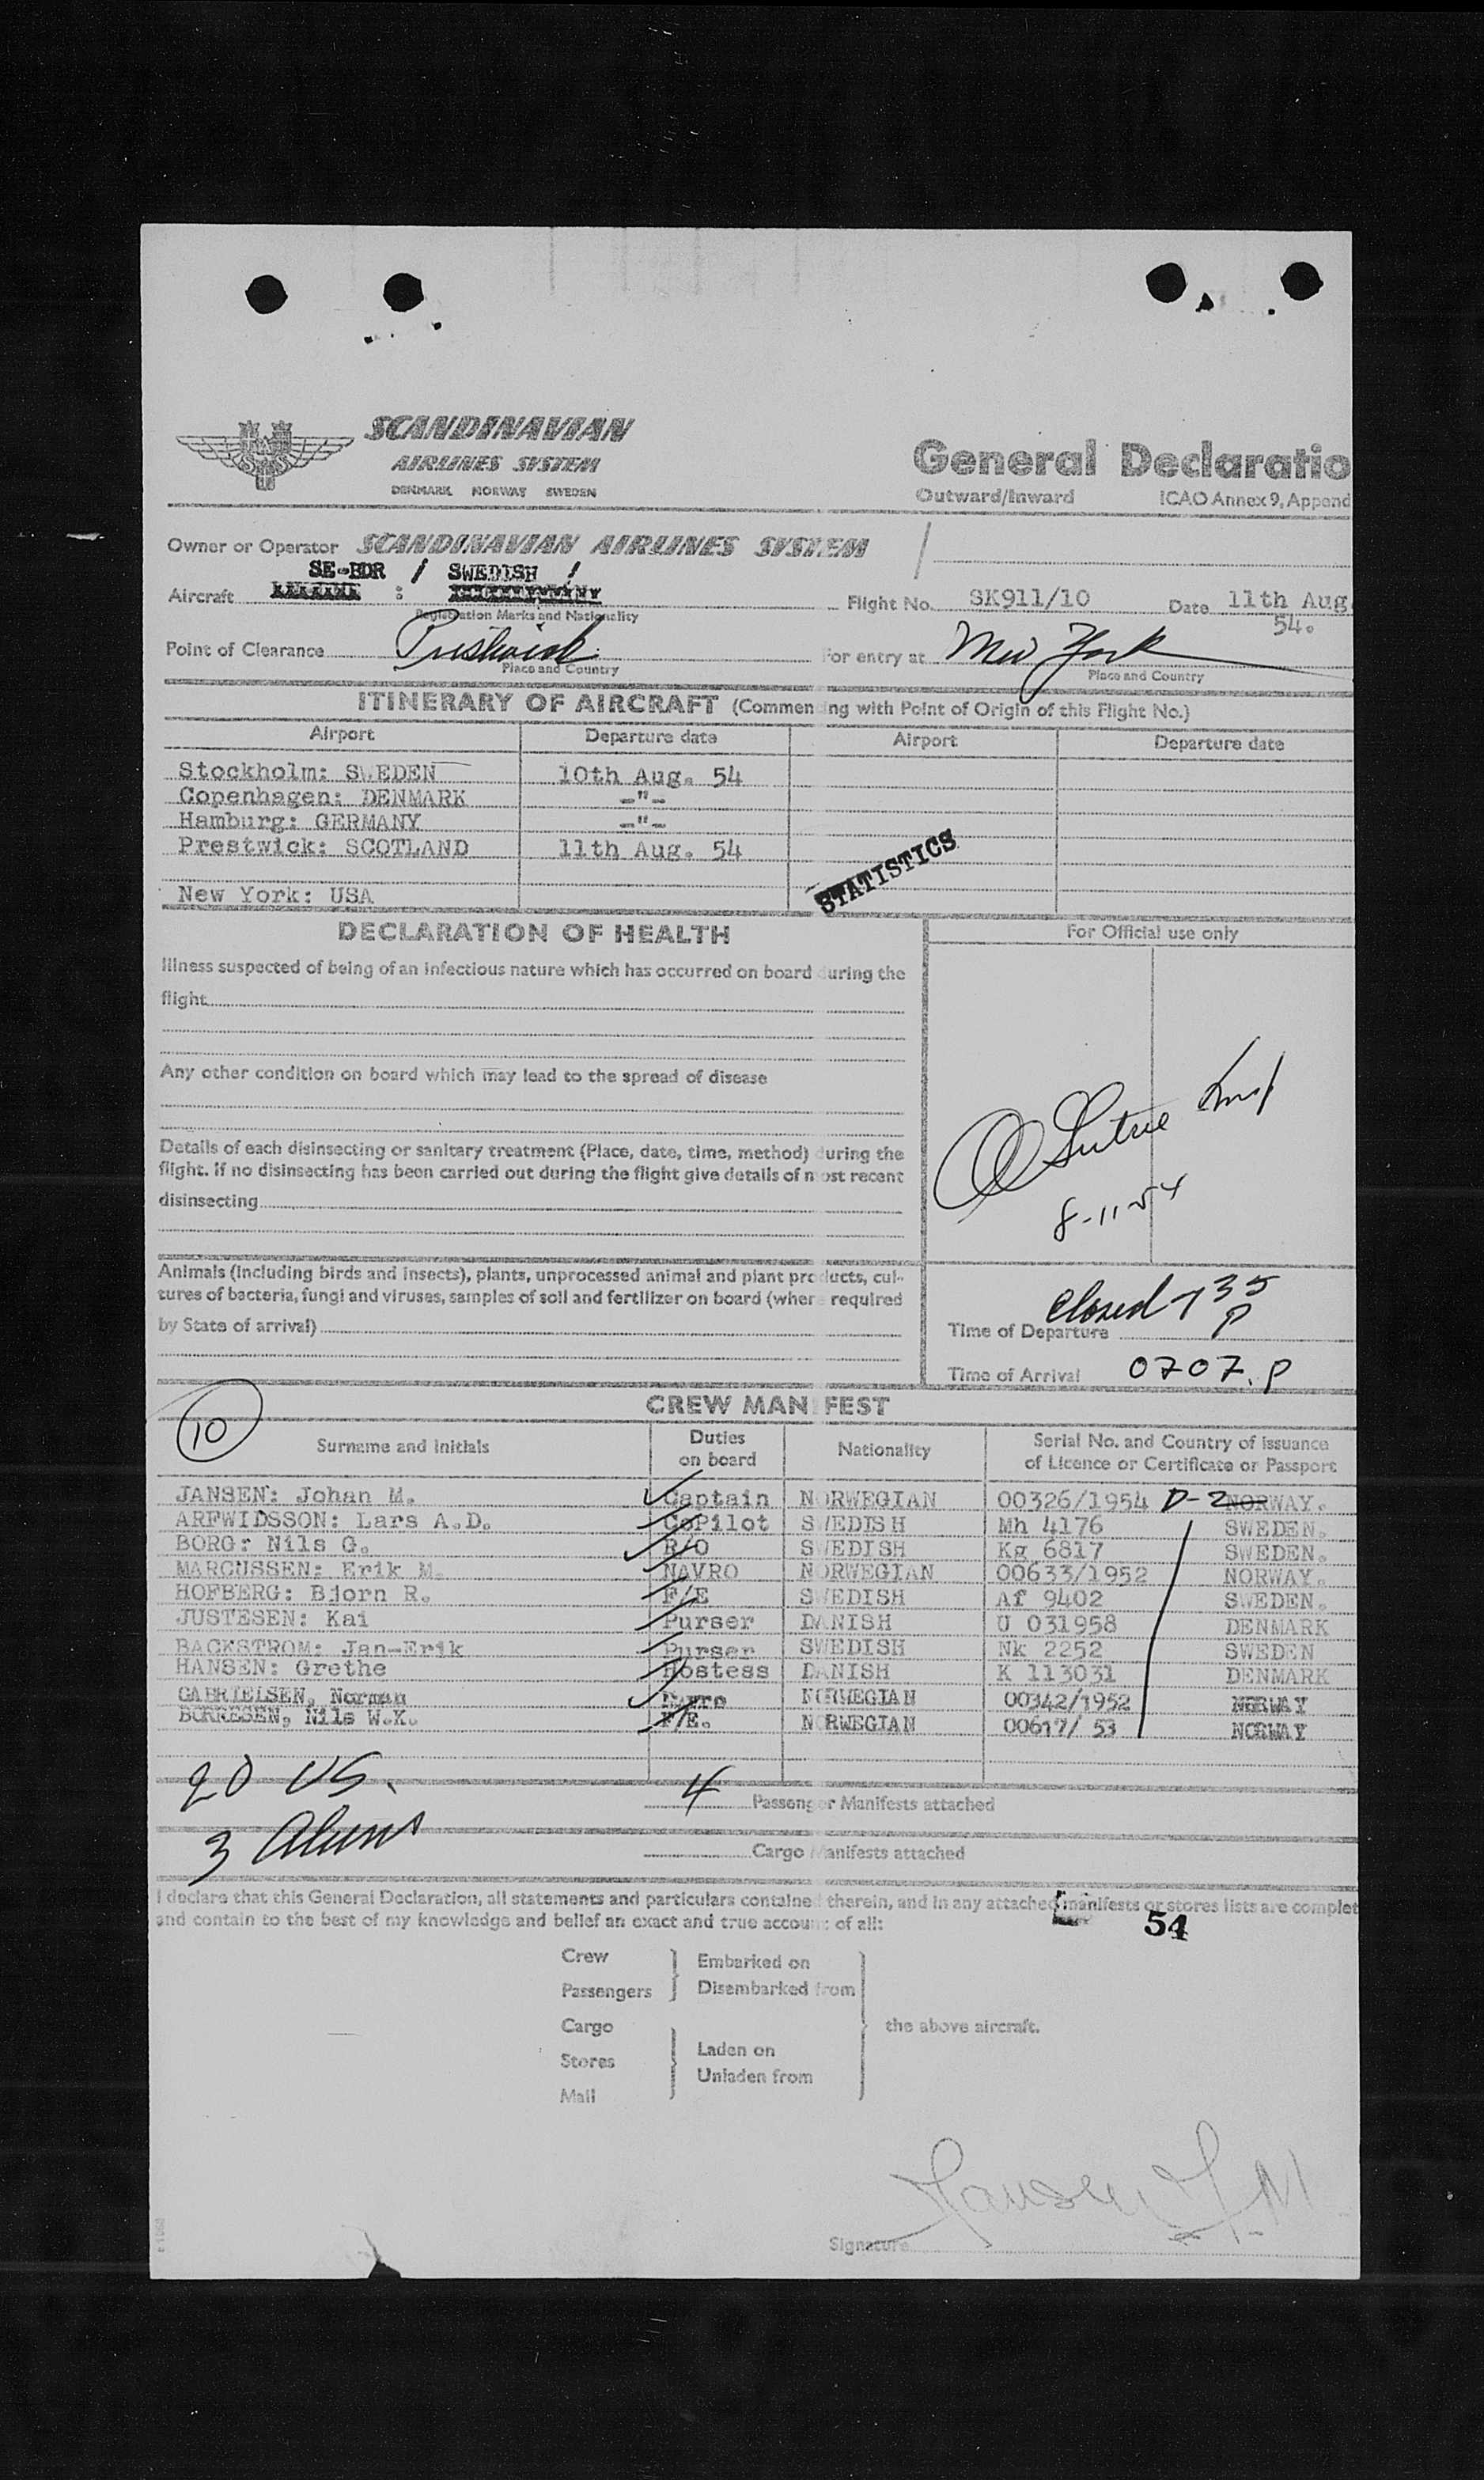 SCANDINAVIAN
AIRLINES SYSTEM
DENMARK NORWAY SWEDEN
General Declaratio
Outward/Inward ICAO Annex 9, Append
Owner or Operator SCANDINAVIAN AIRLINES SYSTEM
SE-BDR / SWEDISH /
Aircraft : Flight No. SK911/10 Date 11th Aug.
Registration Marks and Nationality 54.
Point of Clearance Prestwick For entry at New York
Place and Country Place and Country
ITINERARY OF AIRCRAFT (Commencing with Point of Origin of this Flight No.)
Airport Departure date Airport Departure date
Stockholm: SWEDEN 10th Aug. 54
Copenhagen: DENMARK -"-
Hamburg: GERMANY -"-
Prestwick: SCOTLAND 11th Aug. 54
STATISTICS
New York: USA
DECLARATION OF HEALTH For Official use only
Illness suspected of being of an infectious nature which has occurred on board during the
flight
Any other condition on board which may lead to the spread of disease
Details of each disinsecting or sanitary treatment (Place, date, time, method) during the
flight. If no disinsecting has been carried out during the flight give details of most recent
disinsecting
8-11-54
Animals (including birds and insects), plants, unprocessed animal and plant products, cul-
tures of bacteria, fungi and viruses, samples of soil and fertilizer on board (where required
by State of arrival)
closed 735 P
Time of Departure
Time of Arrival 0707.P
CREW MANIFEST
10
Surname and Initials Duties on board Nationality Serial No. and Country of issuance of Licence or Certificate or Passport
JANSEN: Johan M. Captain NORWEGIAN 00326/1954 D-2 NORWAY.
ARFWIDSSON: Lars A.D. CoPilot SWEDISH Mh 4176 SWEDEN.
BORG: Nils G. R/O SWEDISH Kg 6817 SWEDEN.
MARCUSSEN: Erik M. NAVRO NORWEGIAN 00633/1952 NORWAY.
HOFBERG: Bjorn R. F/E SWEDISH Af 9402 SWEDEN.
JUSTESEN: Kai Purser DANISH U 031958 DENMARK
BACKSTROM: Jan-Erik Purser SWEDISH Nk 2252 SWEDEN
HANSEN: Grethe Hostess DANISH K 113031 DENMARK
GABRIELSEN, Norman Navro NORWEGIAN 00342/1952 NORWAY
BORRESEN, Nils W.K. F/E. NORWEGIAN 00617/ 53 NORWAY
20 US.
4 Passenger Manifests attached
3 Aliens
Cargo Manifests attached
I declare that this General Declaration, all statements and particulars contained therein, and in any attached manifests or stores lists are complet
and contain to the best of my knowledge and belief an exact and true account of all:
54
Crew Embarked on
Passengers Disembarked from
Cargo the above aircraft.
Stores Laden on
Unladen from
Mail
Signature